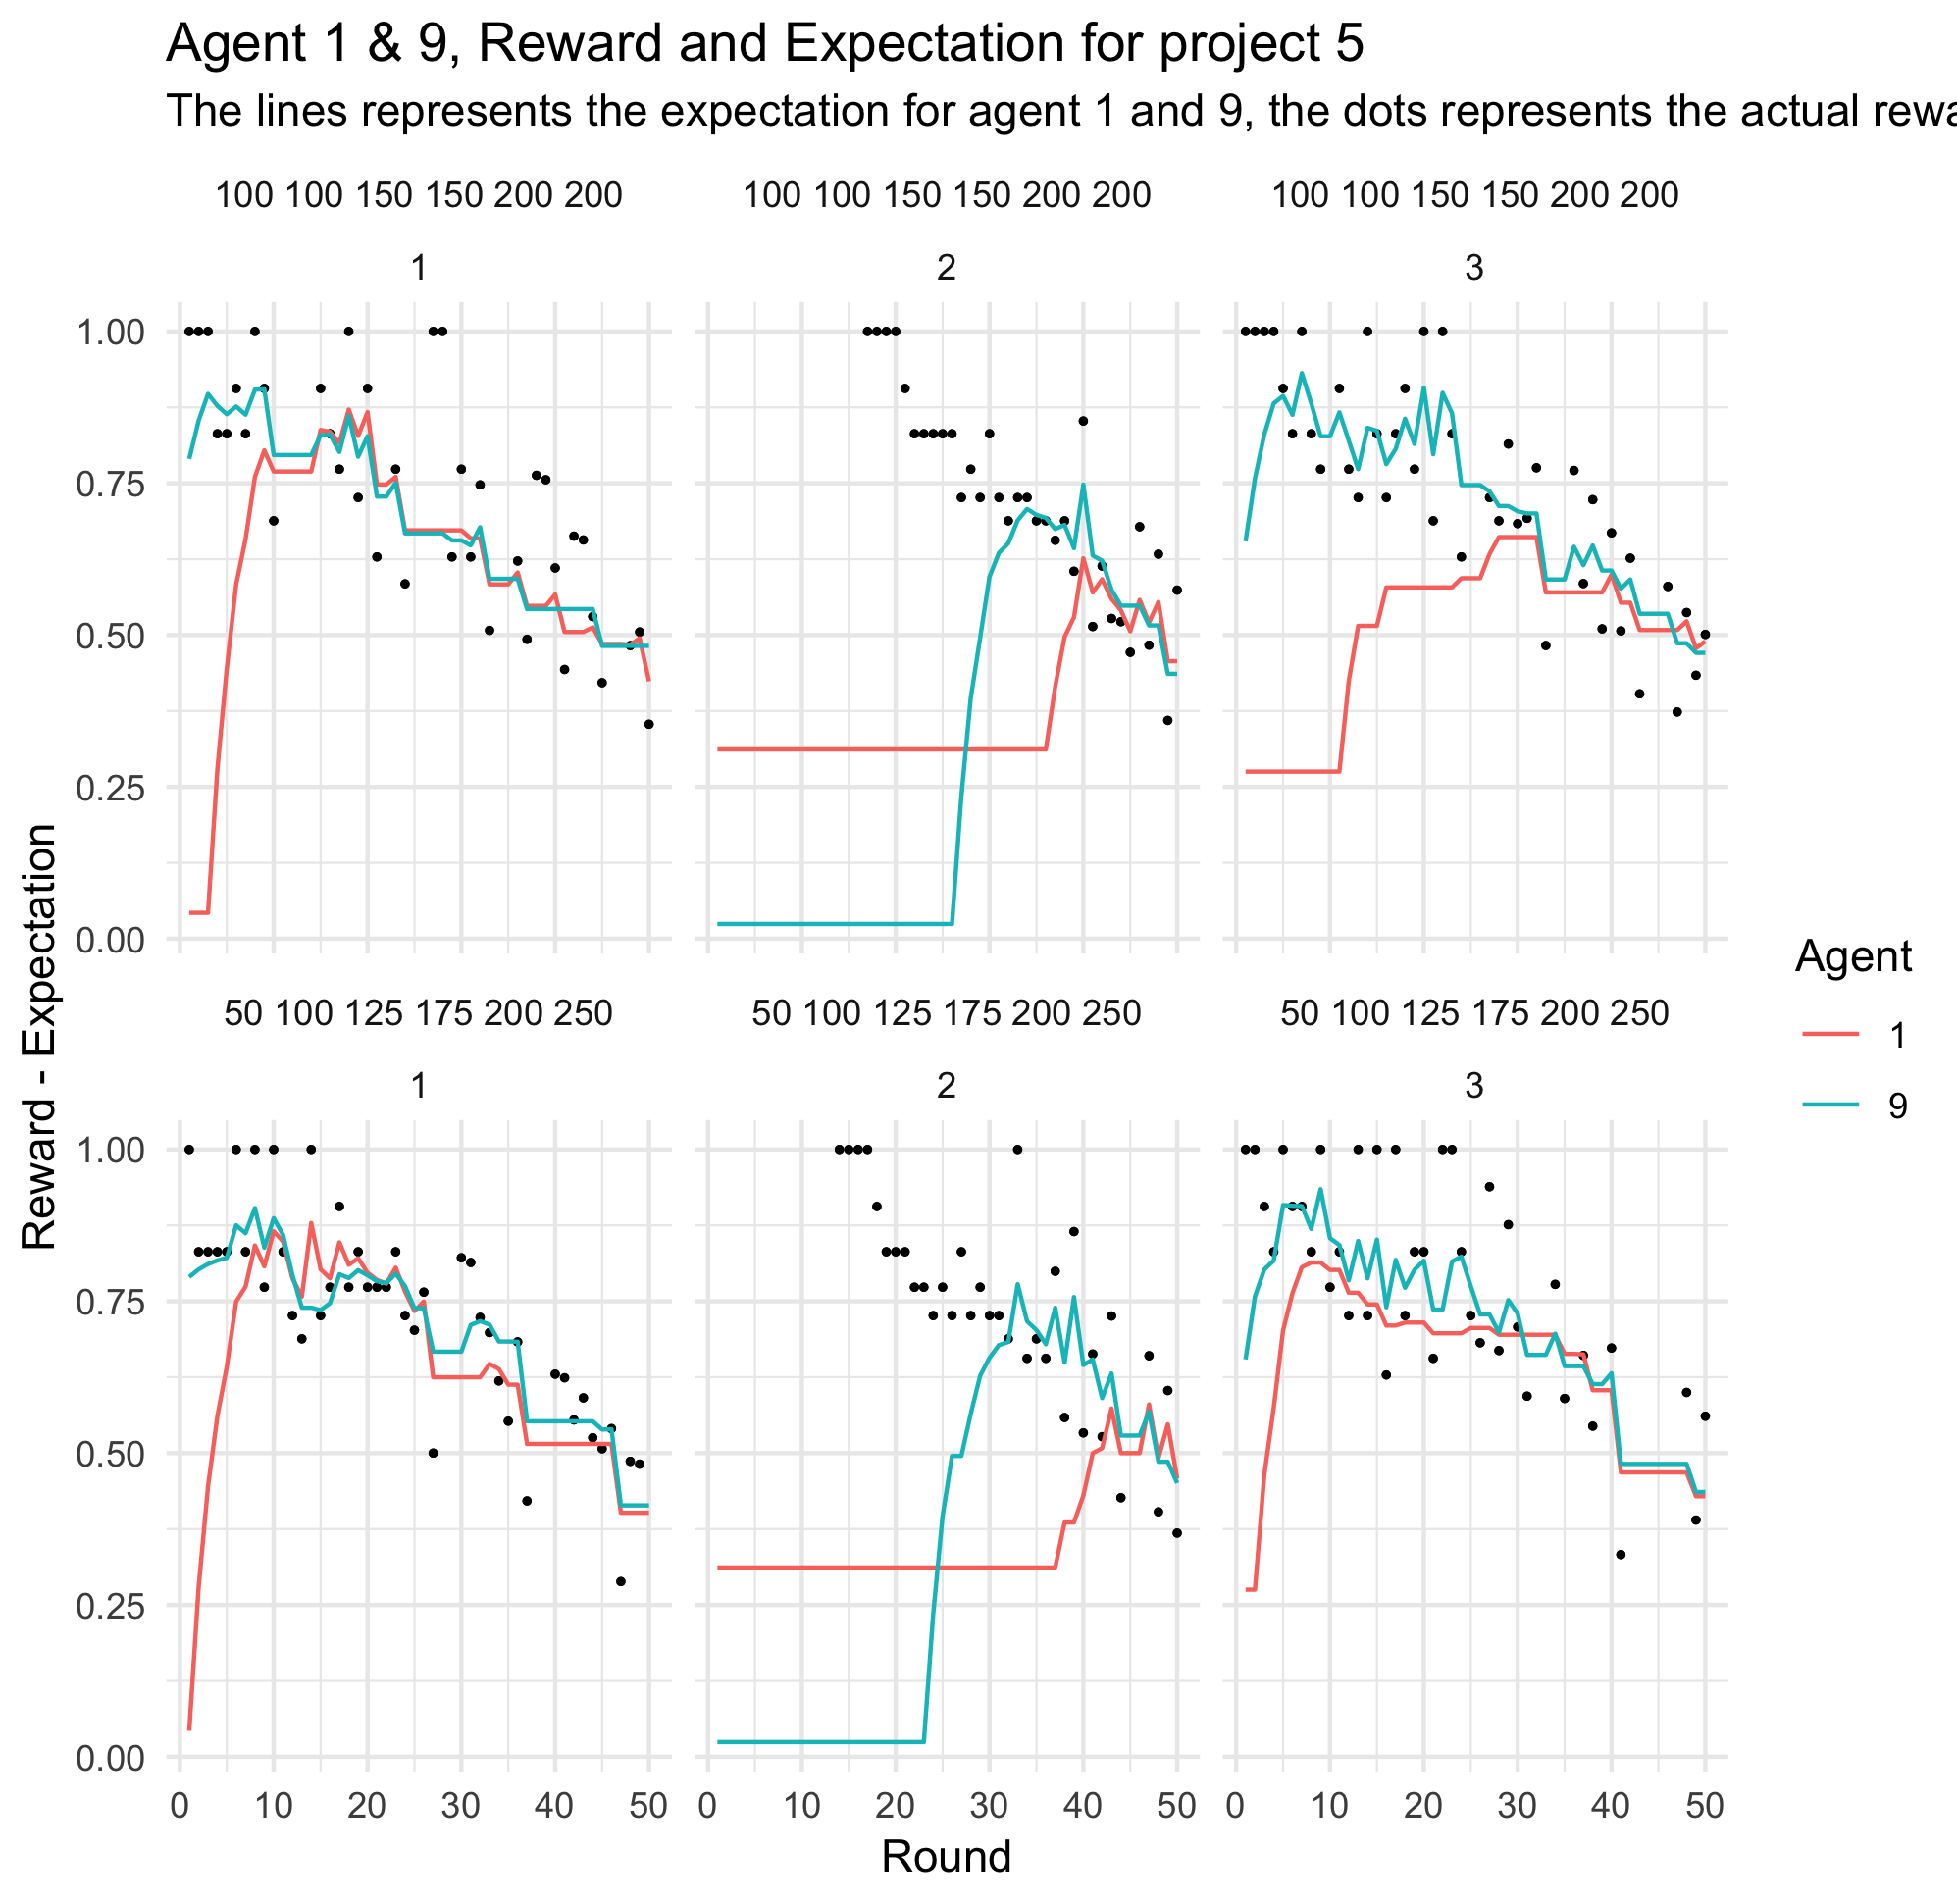 Agent 1 & 9, Reward and Expectation for project 5
The lines represents the expectation for agent 1 and 9, the dots represents the actual
100 100 150 150 200 200
100 100 150 150 200 200
100 100 150 150 200 200
1
2
3
1.00
0.75
0.50
0.25
0.00
50 100 125 175 200 250
50 100 125 175 200 250
50 100 125 175 200 250
1
2
3
1.00
0.75
0.50
0.25
0.00
0 10 20 30 40 50
0 10 20 30 40 50
0 10 20 30 40 50
Round
Reward - Expectation
Agent
1
9